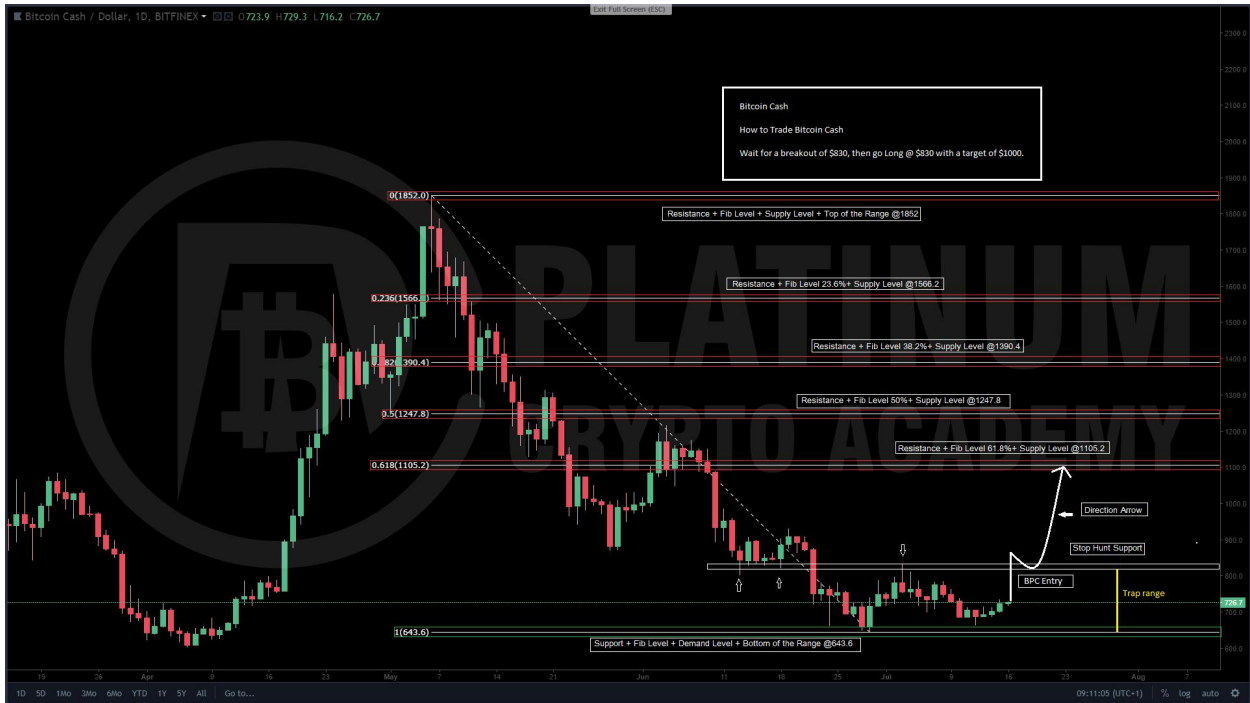 Exit Full Screen (ESC)
Bitcoin Cash / Dollar, 1D, BITFINEX O723.9 H729.3 L716.2 C726.7
2300.0
2200.0
2100.0
2000.0
1900.0
1800.0
1700.0
1600.0
1500.0
1400.0
1300.0
1200.0
1100.0
1000.0
900.0
800.0
726.7
700.0
600.0
Bitcoin Cash
How to Trade Bitcoin Cash
Wait for a breakout of $830, then go Long @ $830 with a target of $1000.
PLATINUM
CRYPTO ACADEMY
0(1852.0)
Resistance + Fib Level + Supply Level + Top of the Range @1852
Resistance + Fib Level 23.6%+ Supply Level @1566.2
Resistance + Fib Level 38.2%+ Supply Level @1390.4
Resistance + Fib Level 50%+ Supply Level @1247.8
0.5(1247.8)
Resistance + Fib Level 61.8%+ Supply Level @1105.2
0.618(1105.2)
Direction Arrow
Stop Hunt Support
BPC Entry
Trap range
1(643.6)
Support + Fib Level + Demand Level + Bottom of the Range @643.6
19 26 Apr 9 16 23 May 7 14 21 Jun 11 18 25 Jul 9 16 23 Aug 7
1D 5D 1Mo 3Mo 6Mo YTD 1Y 5Y All Go to... 09:11:05 (UTC+1) % log auto